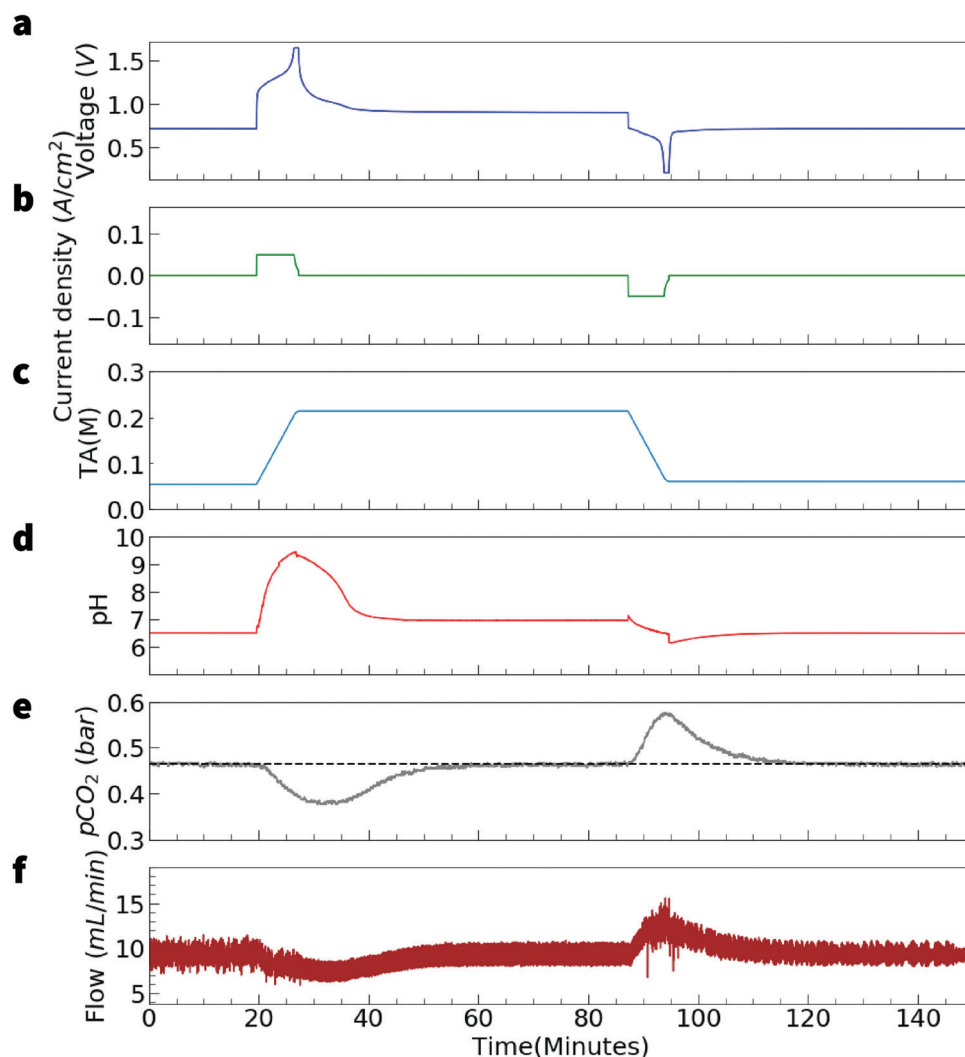 a
Voltage (V)
1.5
1.0
0.5
b
Current density (A/cm²)
0.1
0.0
−0.1
c
TA(M)
0.3
0.2
0.1
0.0
d
pH
10
9
8
7
6
e
pCO₂ (bar)
0.6
0.5
0.4
0.3
f
Flow (mL/min)
15
10
5
0 20 40 60 80 100 120 140
Time(Minutes)